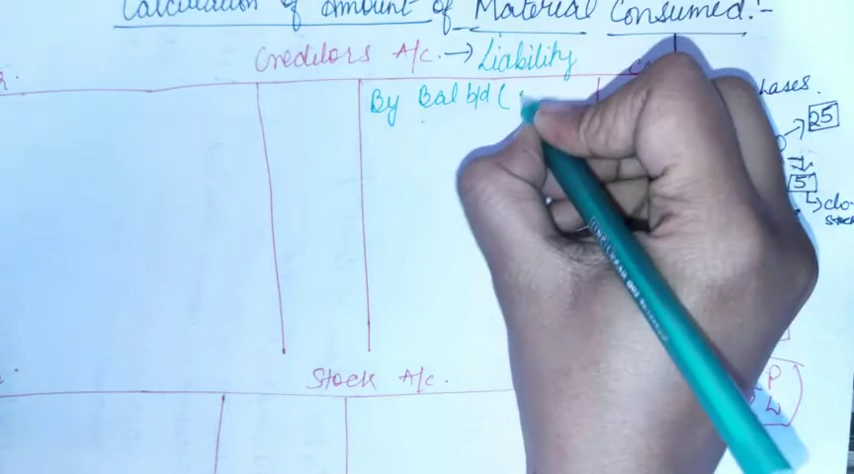 Calculation of amount of Material Consumed:-
Creditors A/c. → Liability
By Bal b/d (
25
5
Stock A/c.
P